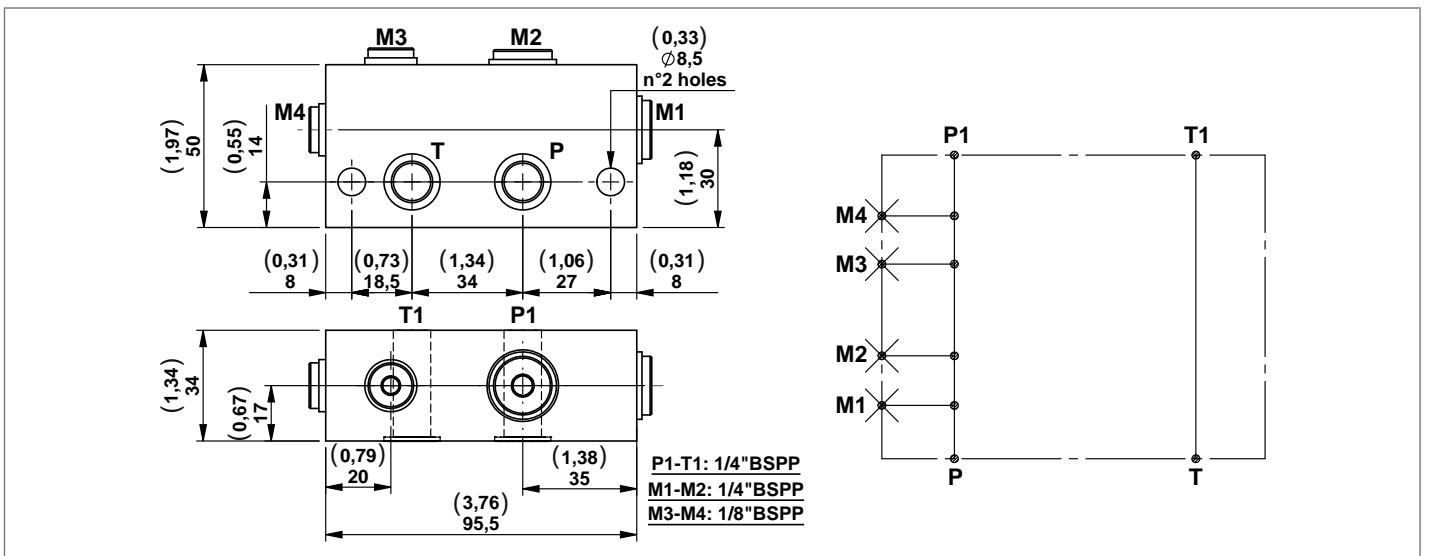 M3
M2
(0,33)
∅8,5
n°2 holes
M4
M1
T
P
(1,97)
50
(0,55)
14
(1,18)
30
(0,31)
8
(0,73)
18,5
(1,34)
34
(1,06)
27
(0,31)
8
T1
P1
(1,34)
34
(0,67)
17
(0,79)
20
(1,38)
35
(3,76)
95,5
P1-T1: 1/4"BSPP
M1-M2: 1/4"BSPP
M3-M4: 1/8"BSPP
P1
T1
M4
M3
M2
M1
P
T